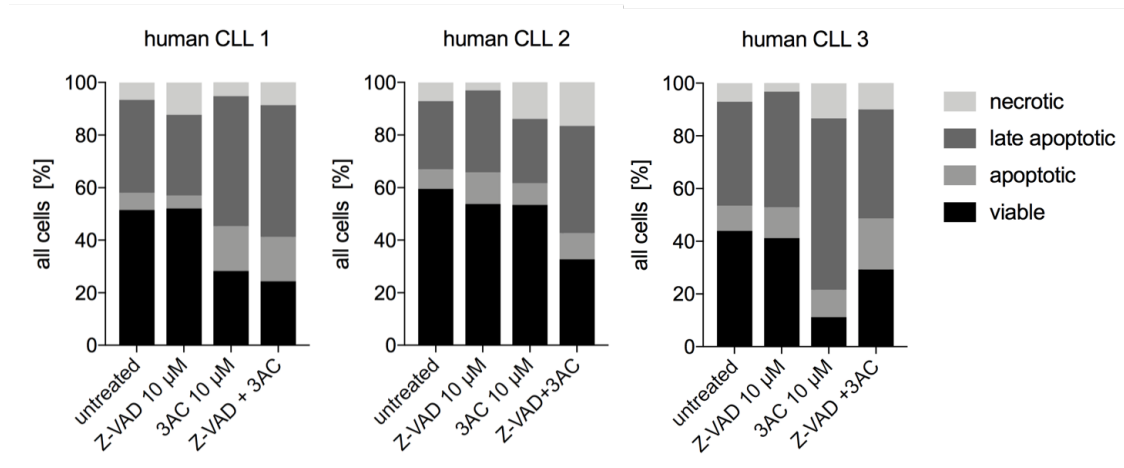 human CLL 1
human CLL 2
human CLL 3
all cells [%]
100
80
60
40
20
0
untreated
Z-VAD 10 µM
3AC 10 µM
Z-VAD + 3AC
all cells [%]
100
80
60
40
20
0
untreated
Z-VAD 10 µM
3AC 10 µM
Z-VAD+3AC
all cells [%]
100
80
60
40
20
0
untreated
Z-VAD 10 µM
3AC 10 µM
Z-VAD +3AC
necrotic
late apoptotic
apoptotic
viable